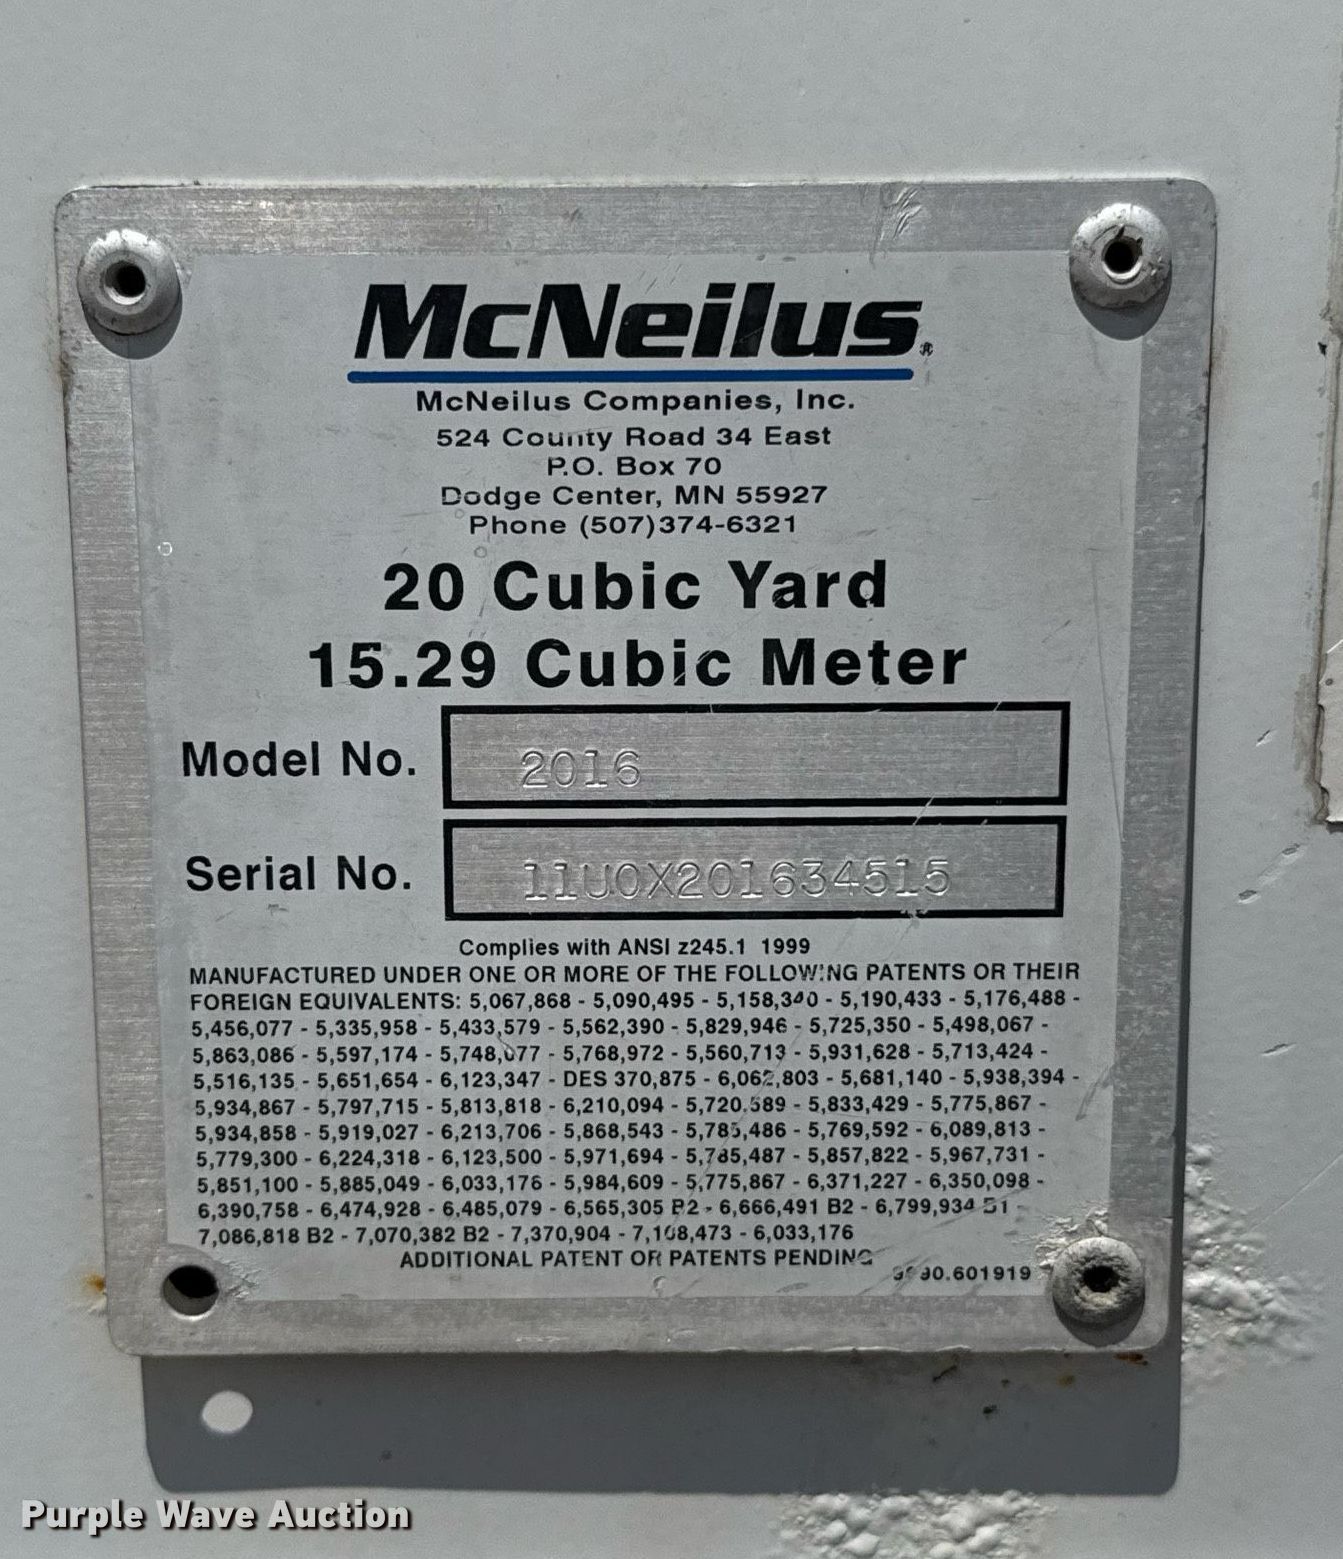 McNeilus®
McNeilus Companies, Inc.
524 County Road 34 East
P.O. Box 70
Dodge Center, MN 55927
Phone (507)374-6321
20 Cubic Yard
15.29 Cubic Meter
Model No. 2016
Serial No. 11U0X201634515
Complies with ANSI z245.1 1999
MANUFACTURED UNDER ONE OR MORE OF THE FOLLOWING PATENTS OR THEIR
FOREIGN EQUIVALENTS: 5,067,868 - 5,090,495 - 5,158,340 - 5,190,433 - 5,176,488 -
5,456,077 - 5,335,958 - 5,433,579 - 5,562,390 - 5,829,946 - 5,725,350 - 5,498,067 -
5,863,086 - 5,597,174 - 5,748,077 - 5,768,972 - 5,560,713 - 5,931,628 - 5,713,424 -
5,516,135 - 5,651,654 - 6,123,347 - DES 370,875 - 6,062,803 - 5,681,140 - 5,938,394 -
5,934,867 - 5,797,715 - 5,813,818 - 6,210,094 - 5,720,589 - 5,833,429 - 5,775,867 -
5,934,858 - 5,919,027 - 6,213,706 - 5,868,543 - 5,785,486 - 5,769,592 - 6,089,813 -
5,779,300 - 6,224,318 - 6,123,500 - 5,971,694 - 5,785,487 - 5,857,822 - 5,967,731 -
5,851,100 - 5,885,049 - 6,033,176 - 5,984,609 - 5,775,867 - 6,371,227 - 6,350,098 -
6,390,758 - 6,474,928 - 6,485,079 - 6,565,305 B2 - 6,666,491 B2 - 6,799,934 B1 -
7,086,818 B2 - 7,070,382 B2 - 7,370,904 - 7,108,473 - 6,033,176
ADDITIONAL PATENT OR PATENTS PENDING
Purple Wave Auction